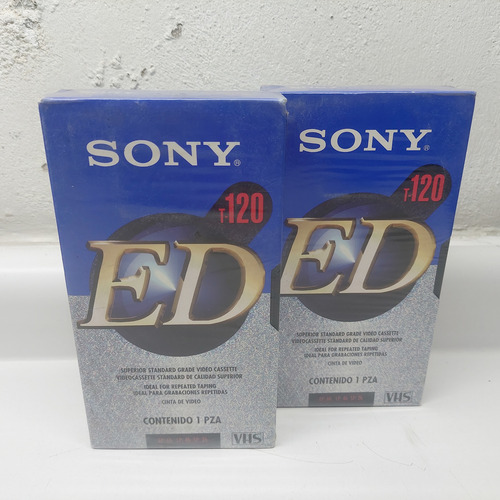 SONY®
T-120
ED
SUPERIOR STANDARD GRADE VIDEO CASSETTE
VIDEOCASSETTE STANDARD DE CALIDAD SUPERIOR
IDEAL FOR REPEATED TAPING
IDEAL PARA GRABACIONES REPETIDAS
CINTA DE VIDEO
CONTENIDO 1 PZA
VHS
SONY®
T-120
ED
SUPERIOR STANDARD GRADE VIDEO CASSETTE
VIDEOCASSETTE STANDARD DE CALIDAD SUPERIOR
IDEAL FOR REPEATED TAPING
IDEAL PARA GRABACIONES REPETIDAS
CINTA DE VIDEO
CONTENIDO 1 PZA
VHS